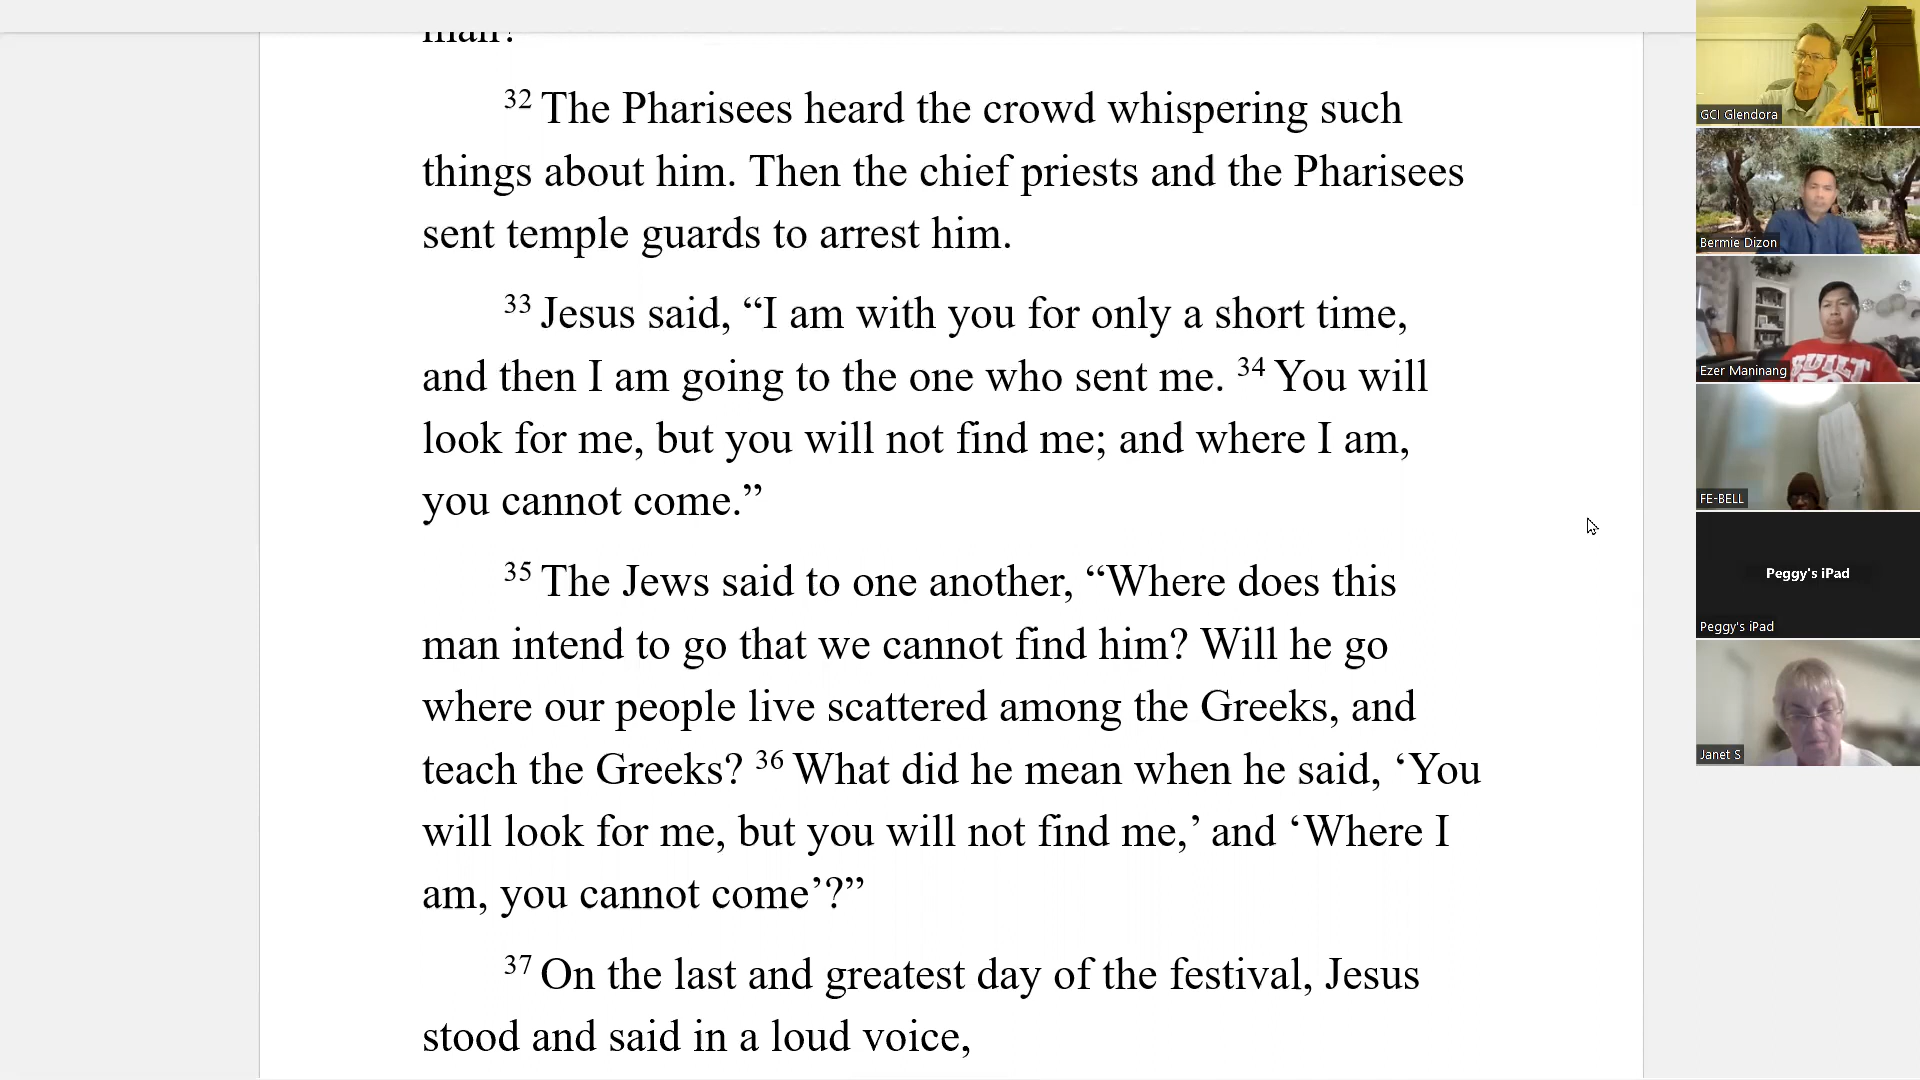 man?
32 The Pharisees heard the crowd whispering such
things about him. Then the chief priests and the Pharisees
sent temple guards to arrest him.
33 Jesus said, “I am with you for only a short time,
and then I am going to the one who sent me. 34 You will
look for me, but you will not find me; and where I am,
you cannot come.”
35 The Jews said to one another, “Where does this
man intend to go that we cannot find him? Will he go
where our people live scattered among the Greeks, and
teach the Greeks? 36 What did he mean when he said, ‘You
will look for me, but you will not find me,’ and ‘Where I
am, you cannot come’?”
37 On the last and greatest day of the festival, Jesus
stood and said in a loud voice,
GCI Glendora
Bermie Dizon
BUILT
Ezer Maninang
FE-BELL
Peggy's iPad
Peggy's iPad
Janet S